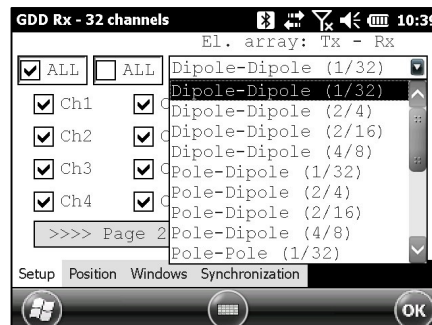 GDD Rx - 32 channels 10:39
El. array: Tx - Rx
ALL ALL Dipole-Dipole (1/32)
Dipole-Dipole (1/32)
Ch1 Dipole-Dipole (2/4)
Ch2 Dipole-Dipole (2/16)
Dipole-Dipole (4/8)
Ch3 Pole-Dipole (1/32)
Pole-Dipole (2/4)
Ch4 Pole-Dipole (2/16)
>>>> Page 2 Pole-Dipole (4/8)
Pole-Pole (1/32)
Setup Position Windows Synchronization
OK